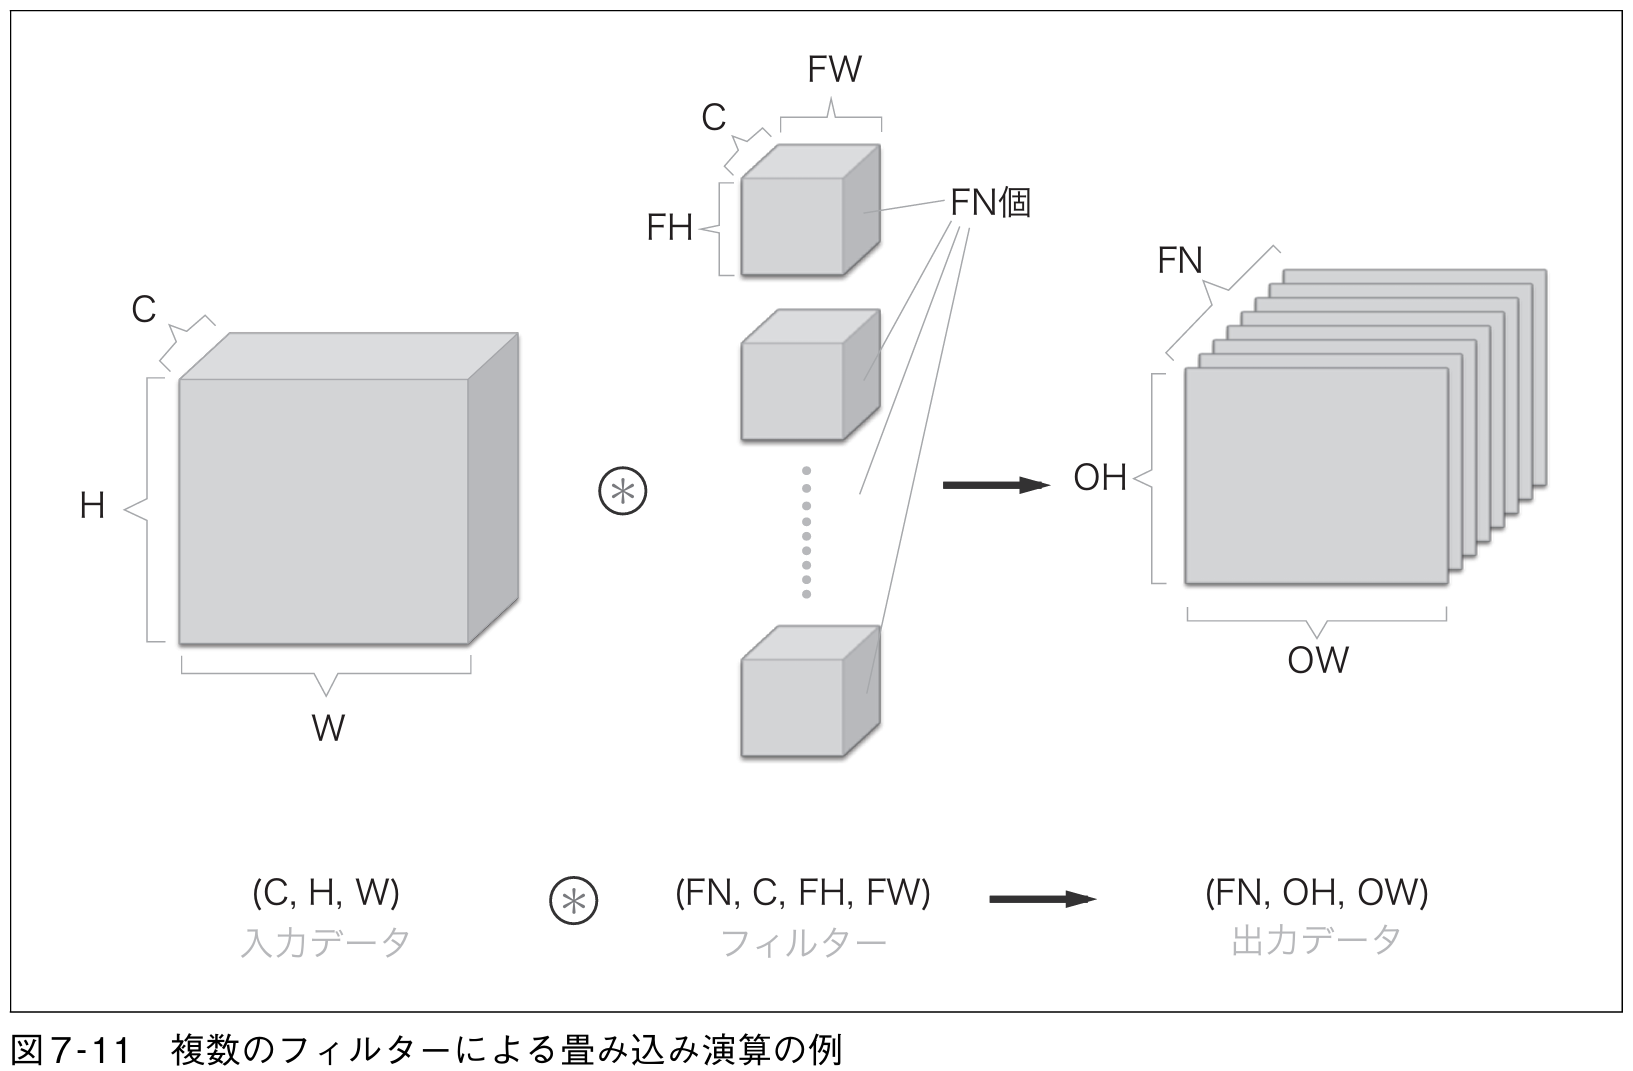 FW
C
FH
FN個
C
H
W
FN
OH
OW
(C, H, W) ＊ (FN, C, FH, FW) (FN, OH, OW)
入力データ フィルター 出力データ
図7-11 複数のフィルターによる畳み込み演算の例